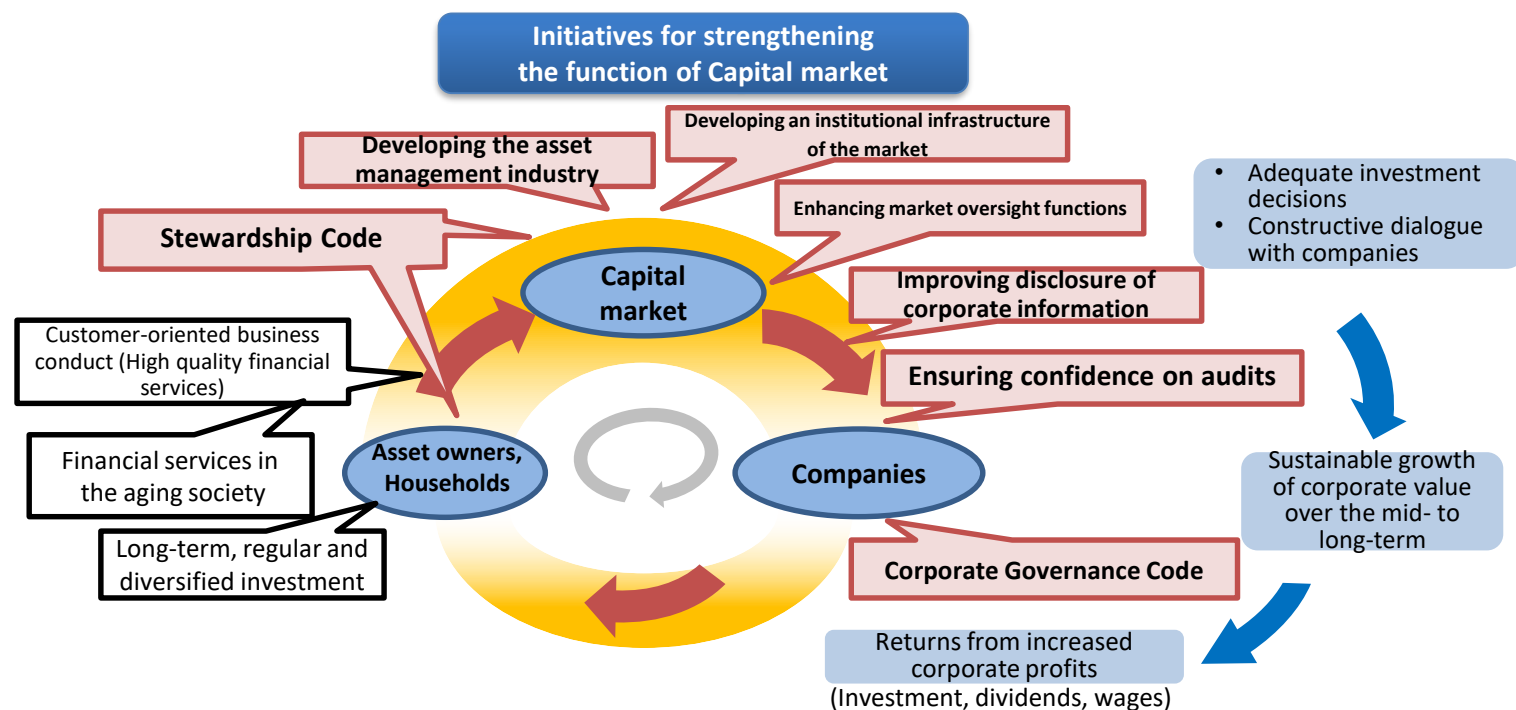 Initiatives for strengthening
the function of Capital market
Developing an institutional infrastructure
of the market
Developing the asset
management industry
Enhancing market oversight functions
Stewardship Code
• Adequate investment
decisions
• Constructive dialogue
with companies
Capital
market
Improving disclosure of
corporate information
Customer-oriented business
conduct (High quality financial
services)
Ensuring confidence on audits
Financial services in
the aging society
Asset owners,
Households
Companies
Sustainable growth
of corporate value
over the mid- to
long-term
Long-term, regular and
diversified investment
Corporate Governance Code
Returns from increased
corporate profits
(Investment, dividends, wages)